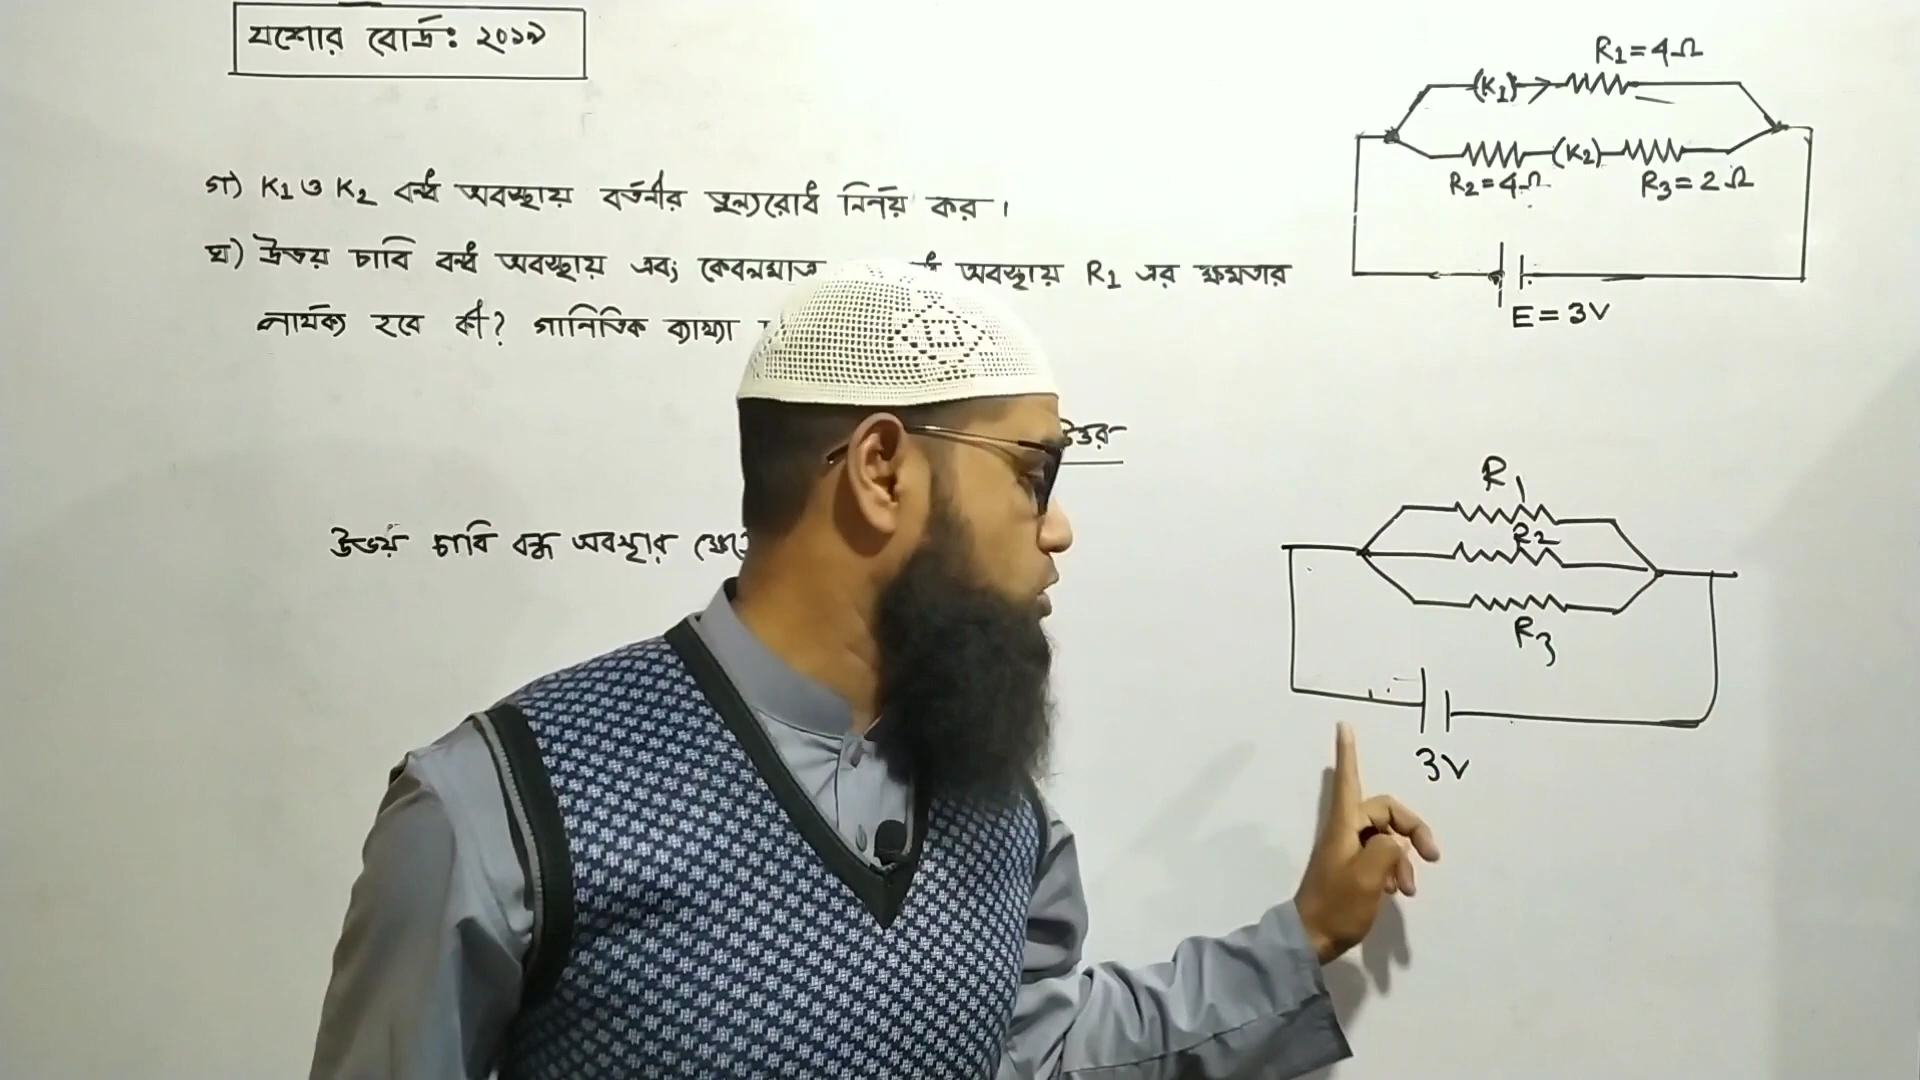 যশোর বোর্ড: ২০১৯
R1=4Ω
(K1)
(K2)
R2=4Ω
R3=2Ω
E=3V
গ) K1 ও K2 বন্ধ অবস্থায় বর্তনীর তুল্যরোধ নির্ণয় কর।
ঘ) উভয় চাবি বন্ধ অবস্থায় এবং কেবলমাত্র অবস্থায় R1 এর ক্ষমতার
পার্থক্য হবে কী? গানিতিক ব্যাখ্যা
উত্তর
উভয় চাবি বন্ধ অবস্থার
R1
R2
R3
3V